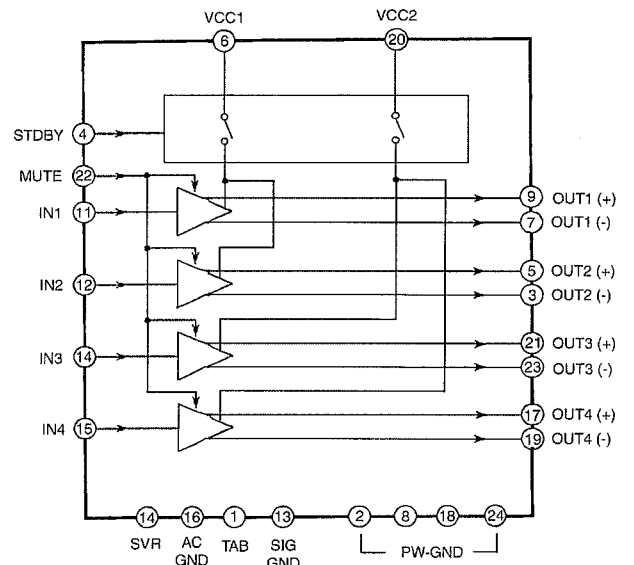 VCC1 VCC2
6 20
STDBY 4
MUTE 22
IN1 11 9 OUT1 (+)
7 OUT1 (-)
IN2 12 5 OUT2 (+)
3 OUT2 (-)
IN3 14 21 OUT3 (+)
23 OUT3 (-)
IN4 15 17 OUT4 (+)
19 OUT4 (-)
14 16 1 13 2 8 18 24
SVR AC TAB SIG PW-GND
GND GND